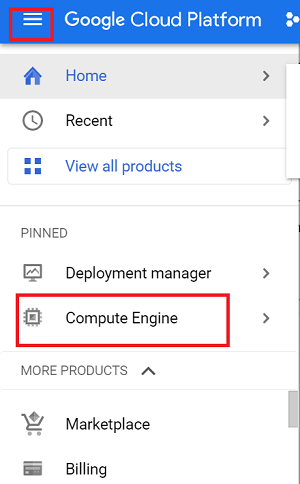 Google Cloud Platform
Home
Recent
View all products
PINNED
Deployment manager
Compute Engine
MORE PRODUCTS
Marketplace
Billing